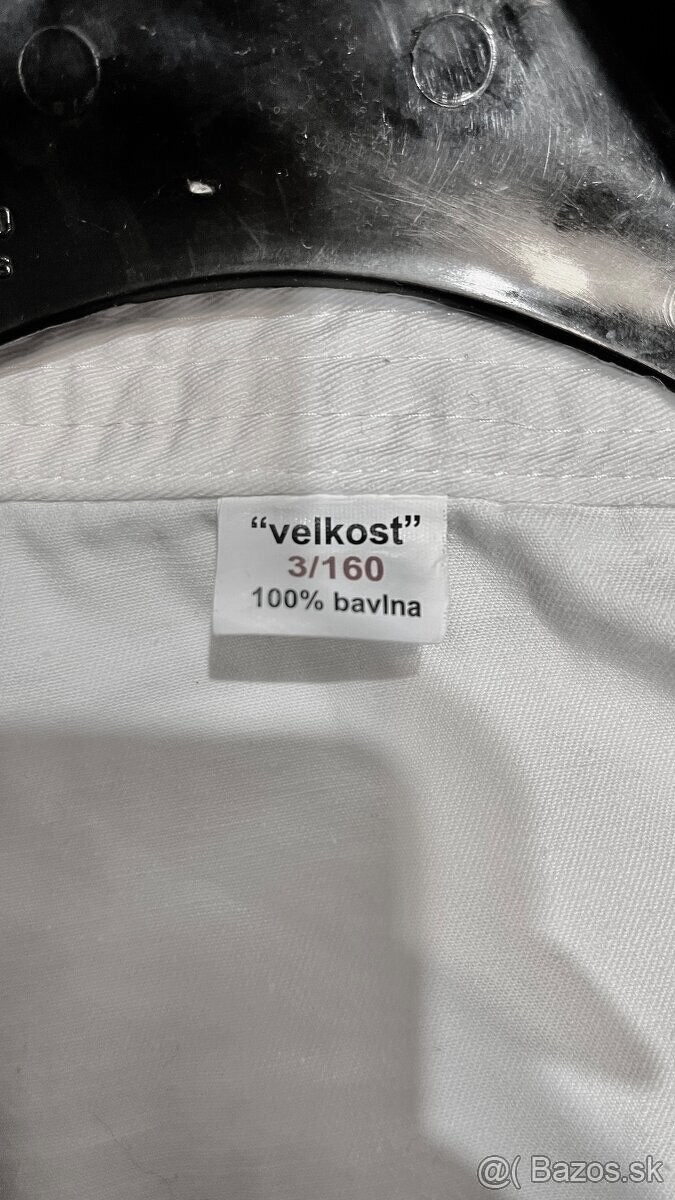 “velkost”
3/160
100% bavlna
@( Bazos.sk